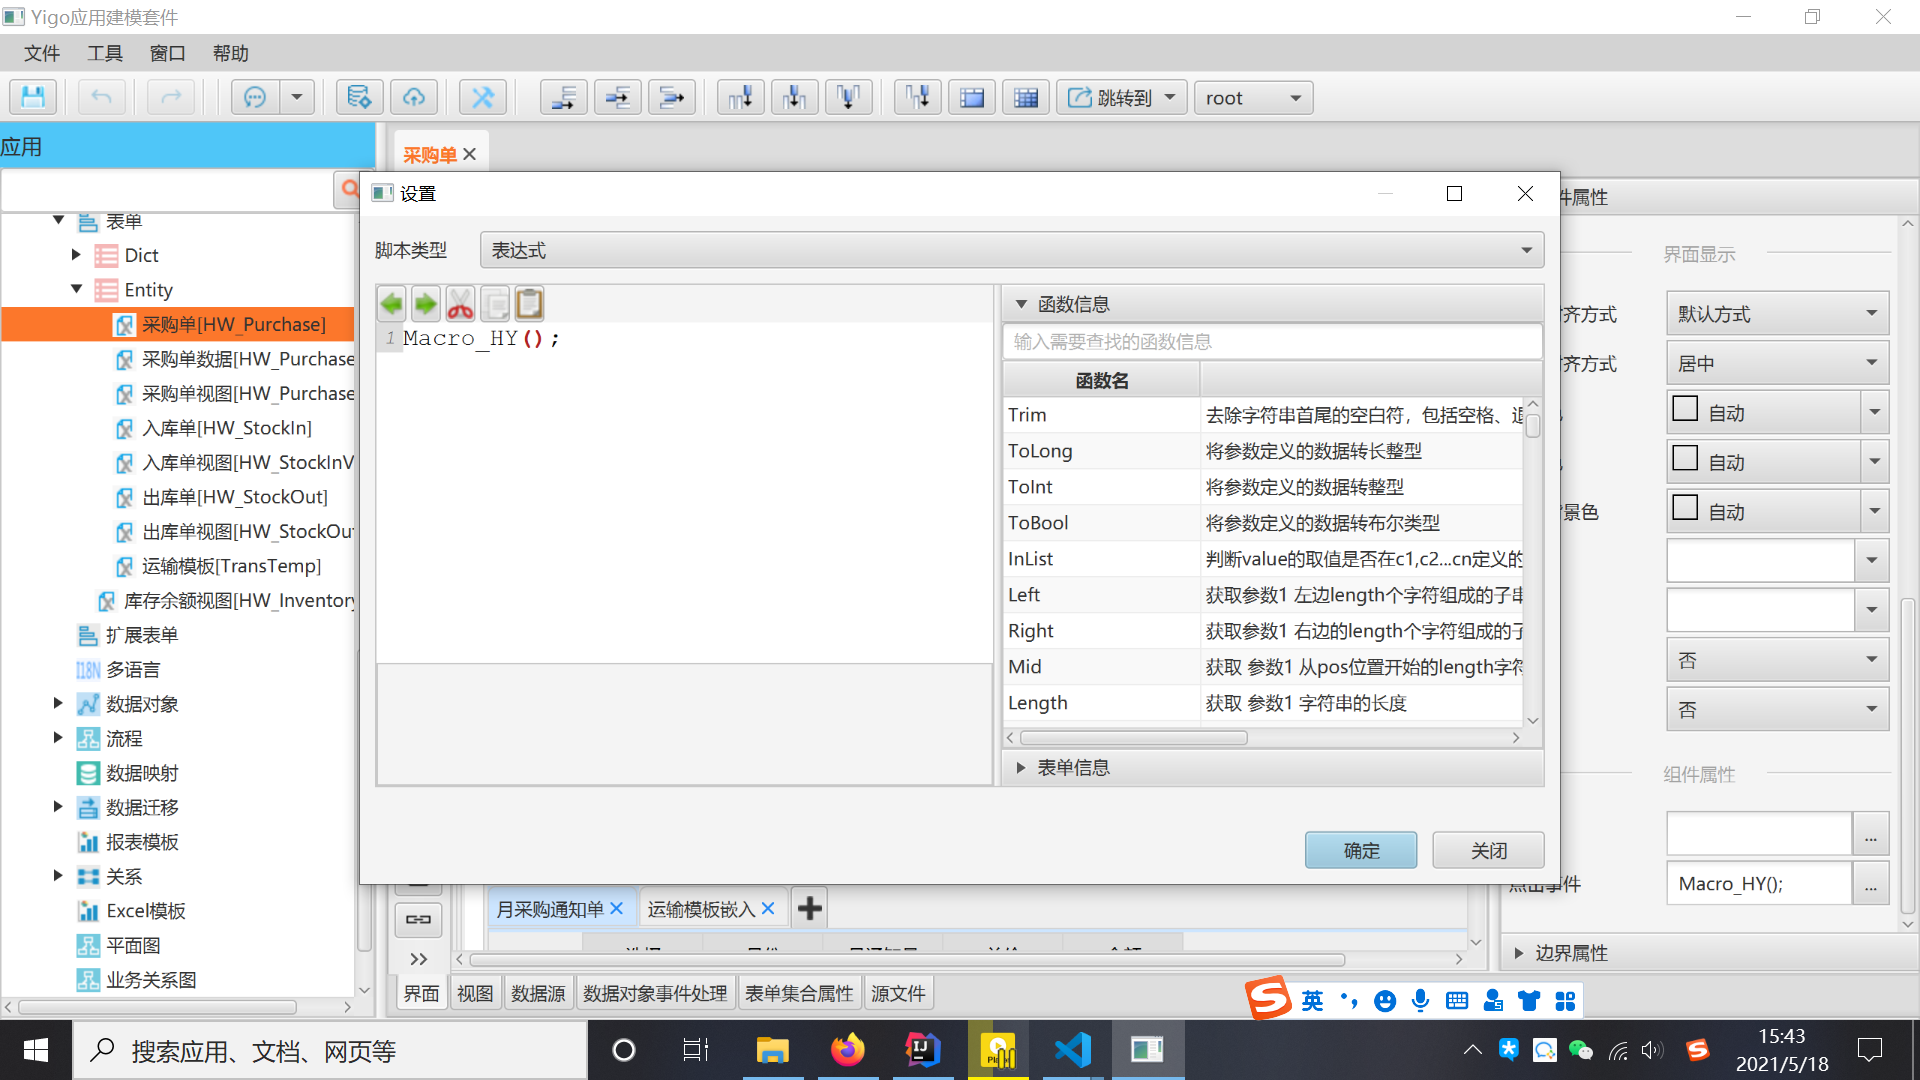 Yigo应用建模套件
文件 工具 窗口 帮助
跳转到 root
应用
采购单
表单
Dict
Entity
采购单[HW_Purchase]
采购单数据[HW_Purchase
采购单视图[HW_Purchase
入库单[HW_StockIn]
入库单视图[HW_StockInV
出库单[HW_StockOut]
出库单视图[HW_StockOu
运输模板[TransTemp]
库存余额视图[HW_Inventory
扩展表单
I18N 多语言
数据对象
流程
数据映射
数据迁移
报表模板
关系
Excel模板
平面图
业务关系图
设置
脚本类型 表达式
1 Macro_HY();
函数信息
输入需要查找的函数信息
函数名
Trim 去除字符串首尾的空白符，包括空格、退
ToLong 将参数定义的数据转长整型
ToInt 将参数定义的数据转整型
ToBool 将参数定义的数据转布尔类型
InList 判断value的取值是否在c1,c2...cn定义的
Left 获取参数1 左边length个字符组成的子串
Right 获取参数1 右边的length个字符组成的子
Mid 获取 参数1 从pos位置开始的length字符
Length 获取 参数1 字符串的长度
表单信息
确定 关闭
件属性
界面显示
齐方式 默认方式
齐方式 居中
自动
自动
景色 自动
否
否
组件属性
...
点击事件 Macro_HY(); ...
边界属性
月采购通知单 运输模板嵌入
界面 视图 数据源 数据对象事件处理 表单集合属性 源文件
英
搜索应用、文档、网页等
15:43
2021/5/18